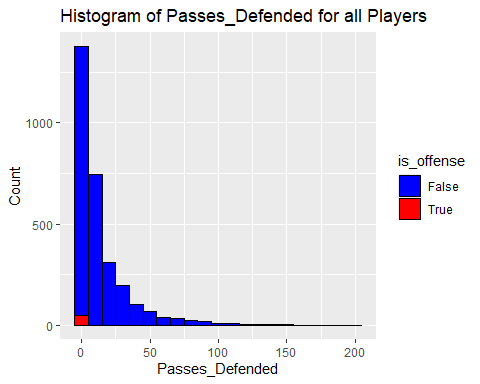 Histogram of Passes_Defended for all Players
Count
1000
500
0
0
50
100
150
200
Passes_Defended
is_offense
False
True